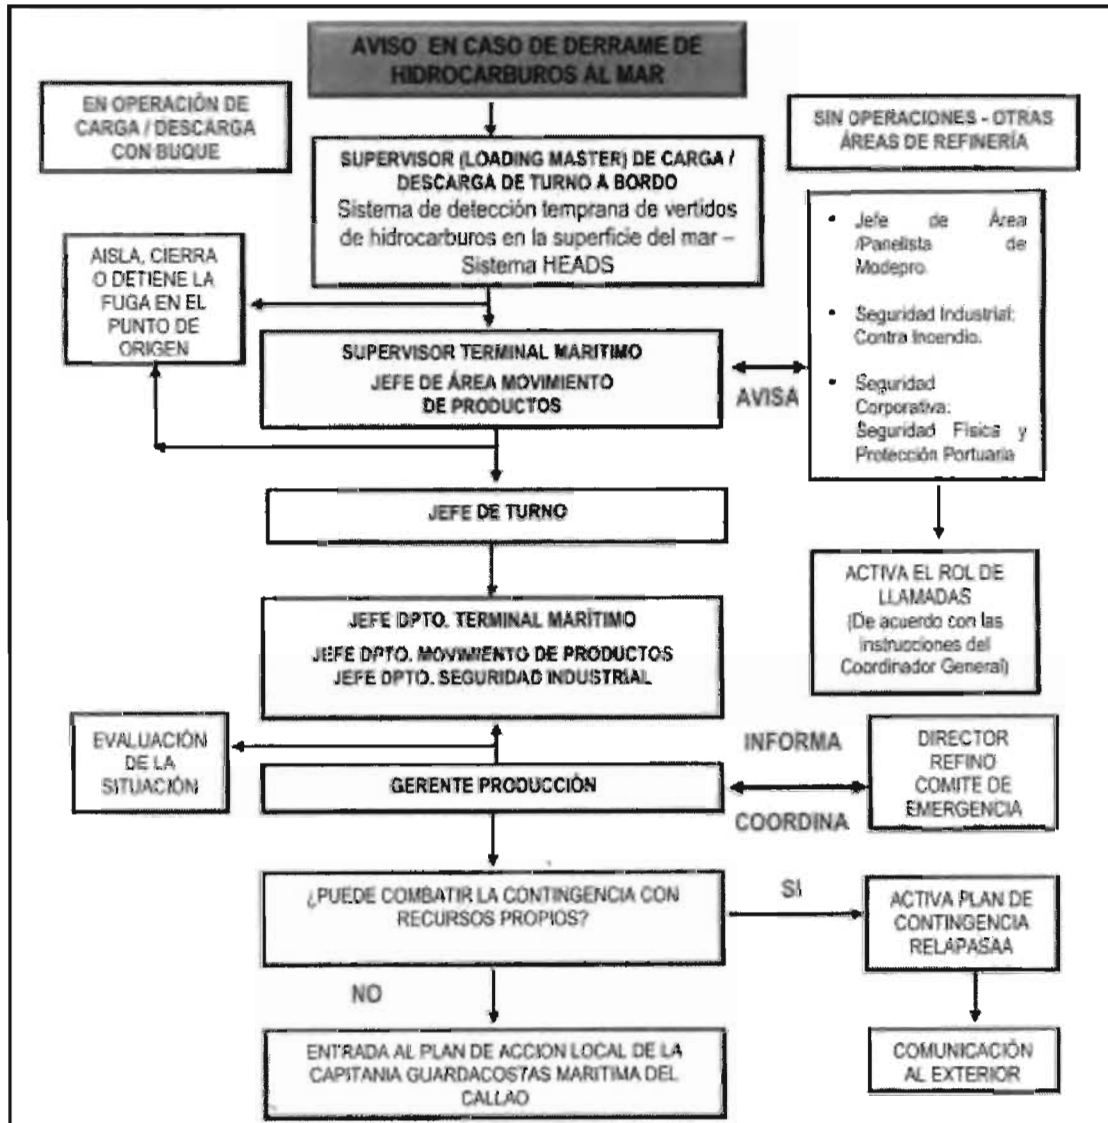 AVISO EN CASO DE DERRAME DE
HIDROCARBUROS AL MAR
EN OPERACIÓN DE
CARGA / DESCARGA
CON BUQUE
SIN OPERACIONES - OTRAS
ÁREAS DE REFINERÍA
SUPERVISOR (LOADING MASTER) DE CARGA /
DESCARGA DE TURNO A BORDO
Sistema de detección temprana de vertidos
de hidrocarburos en la superficie del mar –
Sistema HEADS
AISLA, CIERRA
O DETIENE LA
FUGA EN EL
PUNTO DE
ORIGEN
SUPERVISOR TERMINAL MARITIMO
JEFE DE ÁREA MOVIMIENTO
DE PRODUCTOS
AVISA
• Jefe de Área
/Panelista de
Modepro.
• Seguridad Industrial:
Contra Incendio.
• Seguridad
Corporativa:
Seguridad Física y
Protección Portuaria
JEFE DE TURNO
ACTIVA EL ROL DE
LLAMADAS
(De acuerdo con las
instrucciones del
Coordinador General)
JEFE DPTO. TERMINAL MARÍTIMO
JEFE DPTO. MOVIMIENTO DE PRODUCTOS
JEFE DPTO. SEGURIDAD INDUSTRIAL
EVALUACIÓN
DE LA
SITUACIÓN
GERENTE PRODUCCIÓN
INFORMA
COORDINA
DIRECTOR
REFINO
COMITE DE
EMERGENCIA
¿PUEDE COMBATIR LA CONTINGENCIA CON
RECURSOS PROPIOS?
SI
ACTIVA PLAN DE
CONTINGENCIA
RELAPASAA
NO
ENTRADA AL PLAN DE ACCION LOCAL DE LA
CAPITANIA GUARDACOSTAS MARITIMA DEL
CALLAO
COMUNICACIÓN
AL EXTERIOR